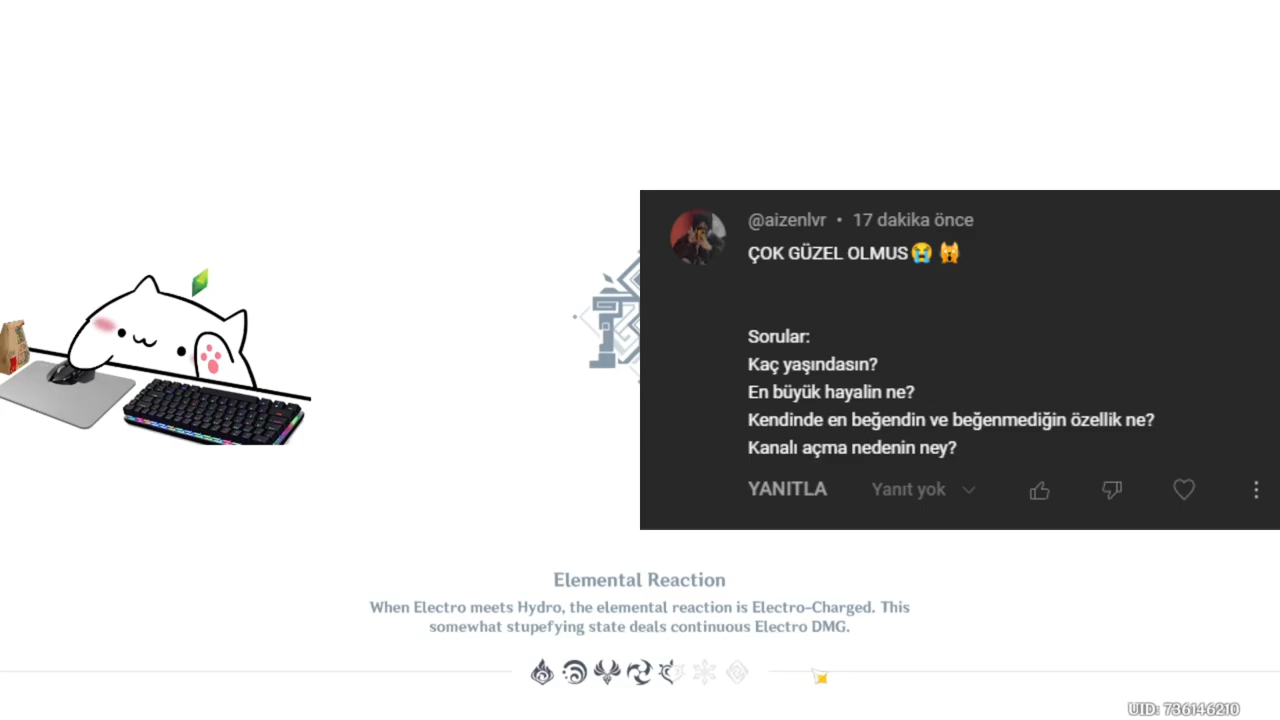 @aizenlvr • 17 dakika önce
ÇOK GÜZEL OLMUS😭 🙀
Sorular:
Kaç yaşındasın?
En büyük hayalin ne?
Kendinde en beğendin ve beğenmediğin özellik ne?
Kanalı açma nedenin ney?
YANITLA Yanıt yok
Elemental Reaction
When Electro meets Hydro, the elemental reaction is Electro-Charged. This
somewhat stupefying state deals continuous Electro DMG.
UID: 736146210